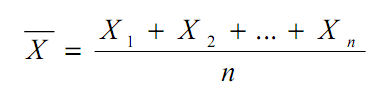 X̅ = (X₁ + X₂ + ... + Xₙ) / n